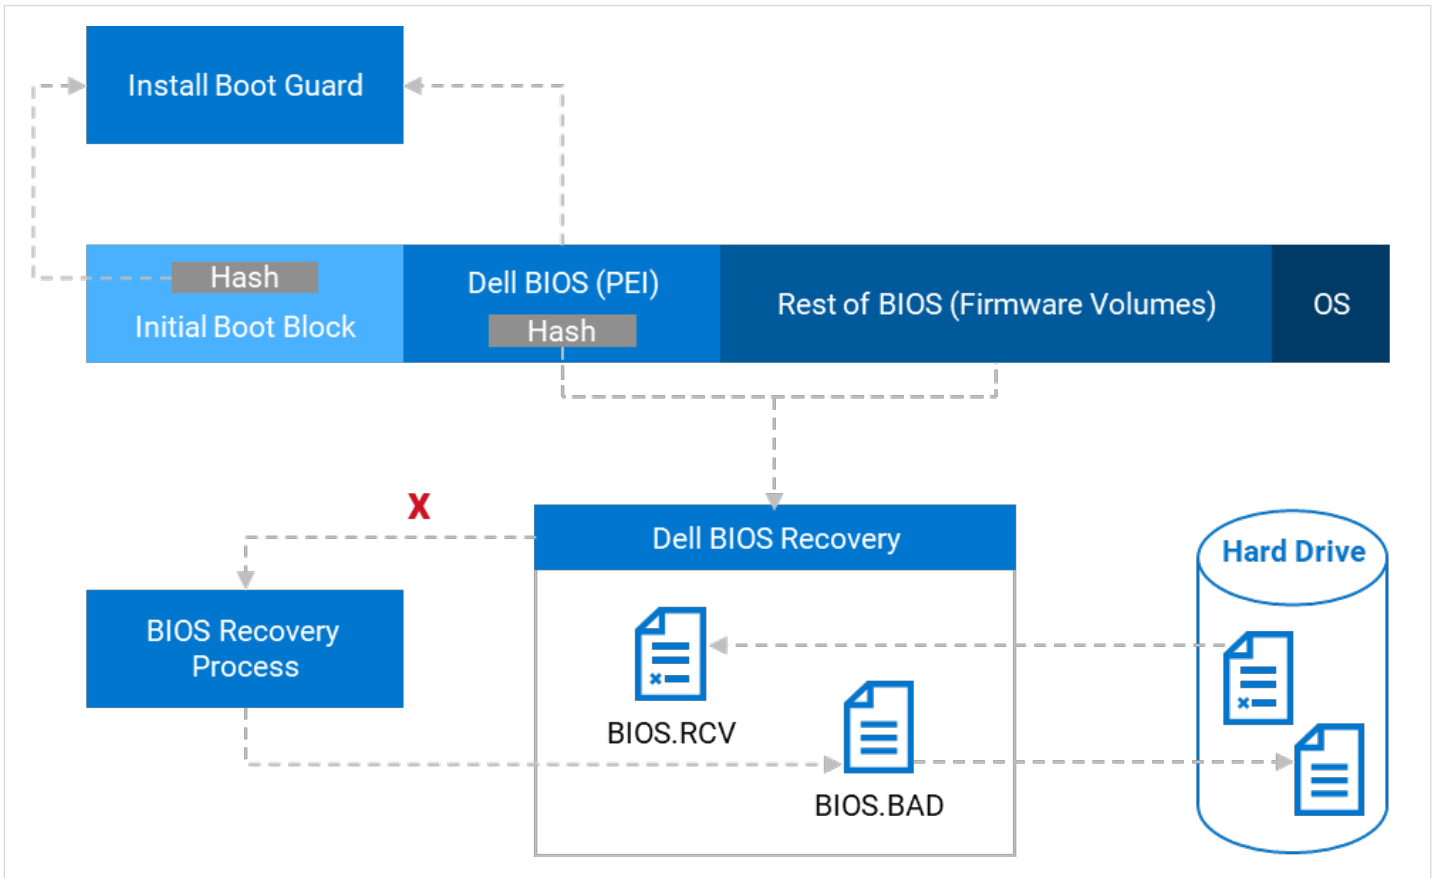 Install Boot Guard
Hash
Initial Boot Block
Dell BIOS (PEI)
Hash
Rest of BIOS (Firmware Volumes)
OS
X
Dell BIOS Recovery
Hard Drive
BIOS Recovery
Process
BIOS.RCV
BIOS.BAD